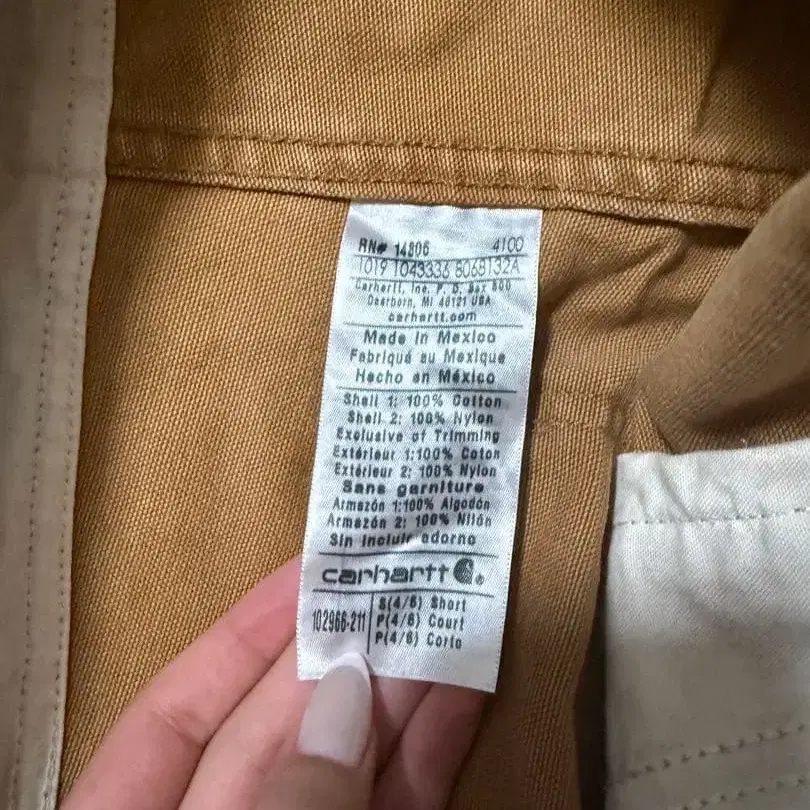 RN# 14806 4100
1019 1043336 8068132A
Carhartt, Inc. P. O. Box 600
Dearborn, MI 48121 USA
carhartt.com
Made in Mexico
Fabriqué au Mexique
Hecho en México
Shell 1: 100% Cotton
Shell 2: 100% Nylon
Exclusive of Trimming
Extérieur 1:100% Coton
Extérieur 2: 100% Nylon
Sans garniture
Armazón 1:100% Algodón
Armazón 2: 100% Nilón
Sin incluir adorno
carhartt
102966-211
S(4/6) Short
P(4/6) Court
P(4/6) Corto